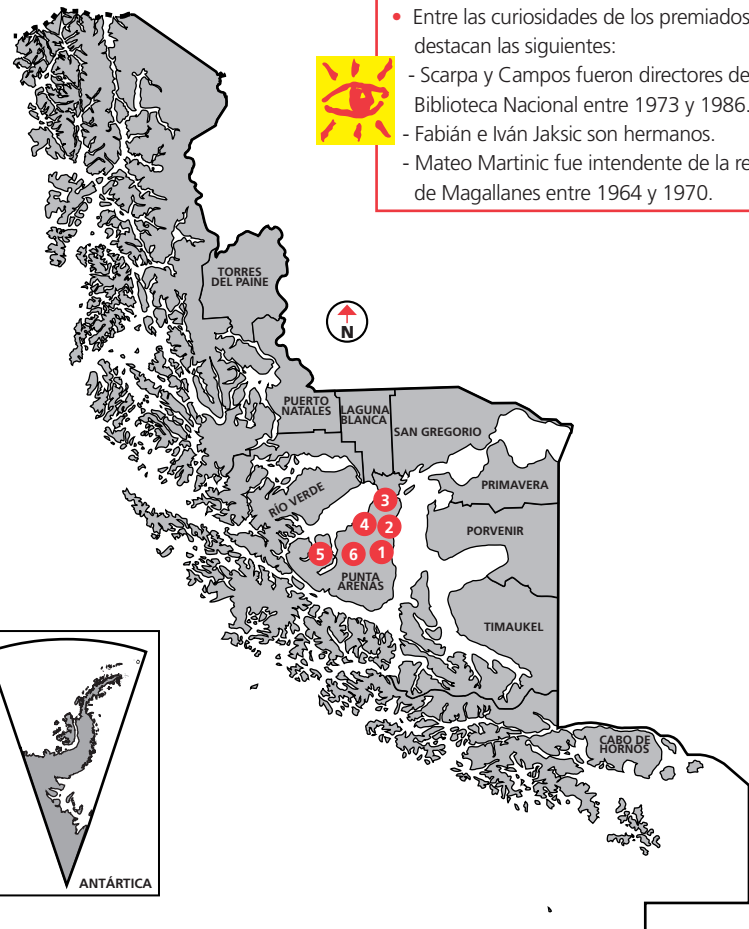 • Entre las curiosidades de los premiados
destacan las siguientes:
- Scarpa y Campos fueron directores de
Biblioteca Nacional entre 1973 y 1986.
- Fabián e Iván Jaksic son hermanos.
- Mateo Martinic fue intendente de la re
de Magallanes entre 1964 y 1970.
TORRES
DEL PAINE
N
PUERTO
NATALES
LAGUNA
BLANCA
SAN GREGORIO
RÍO VERDE
PRIMAVERA
3
4
2
PORVENIR
5
6
1
PUNTA
ARENAS
TIMAUKEL
CABO DE
HORNOS
ANTÁRTICA